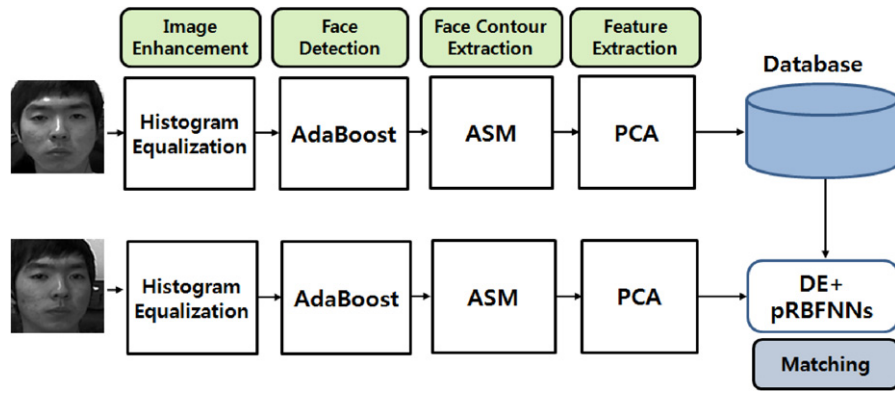 Image
Enhancement
Face
Detection
Face Contour
Extraction
Feature
Extraction
Database
Histogram
Equalization
AdaBoost
ASM
PCA
Histogram
Equalization
AdaBoost
ASM
PCA
DE+
pRBFNNs
Matching